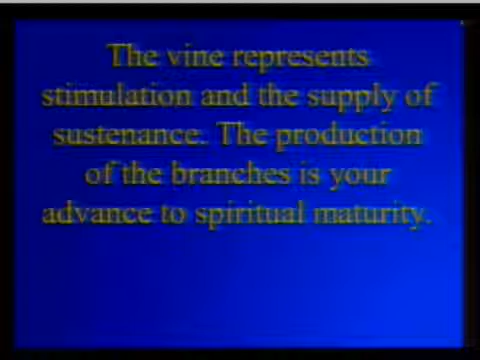 The vine represents
stimulation and the supply of
sustenance. The production
of the branches is your
advance to spiritual maturity.